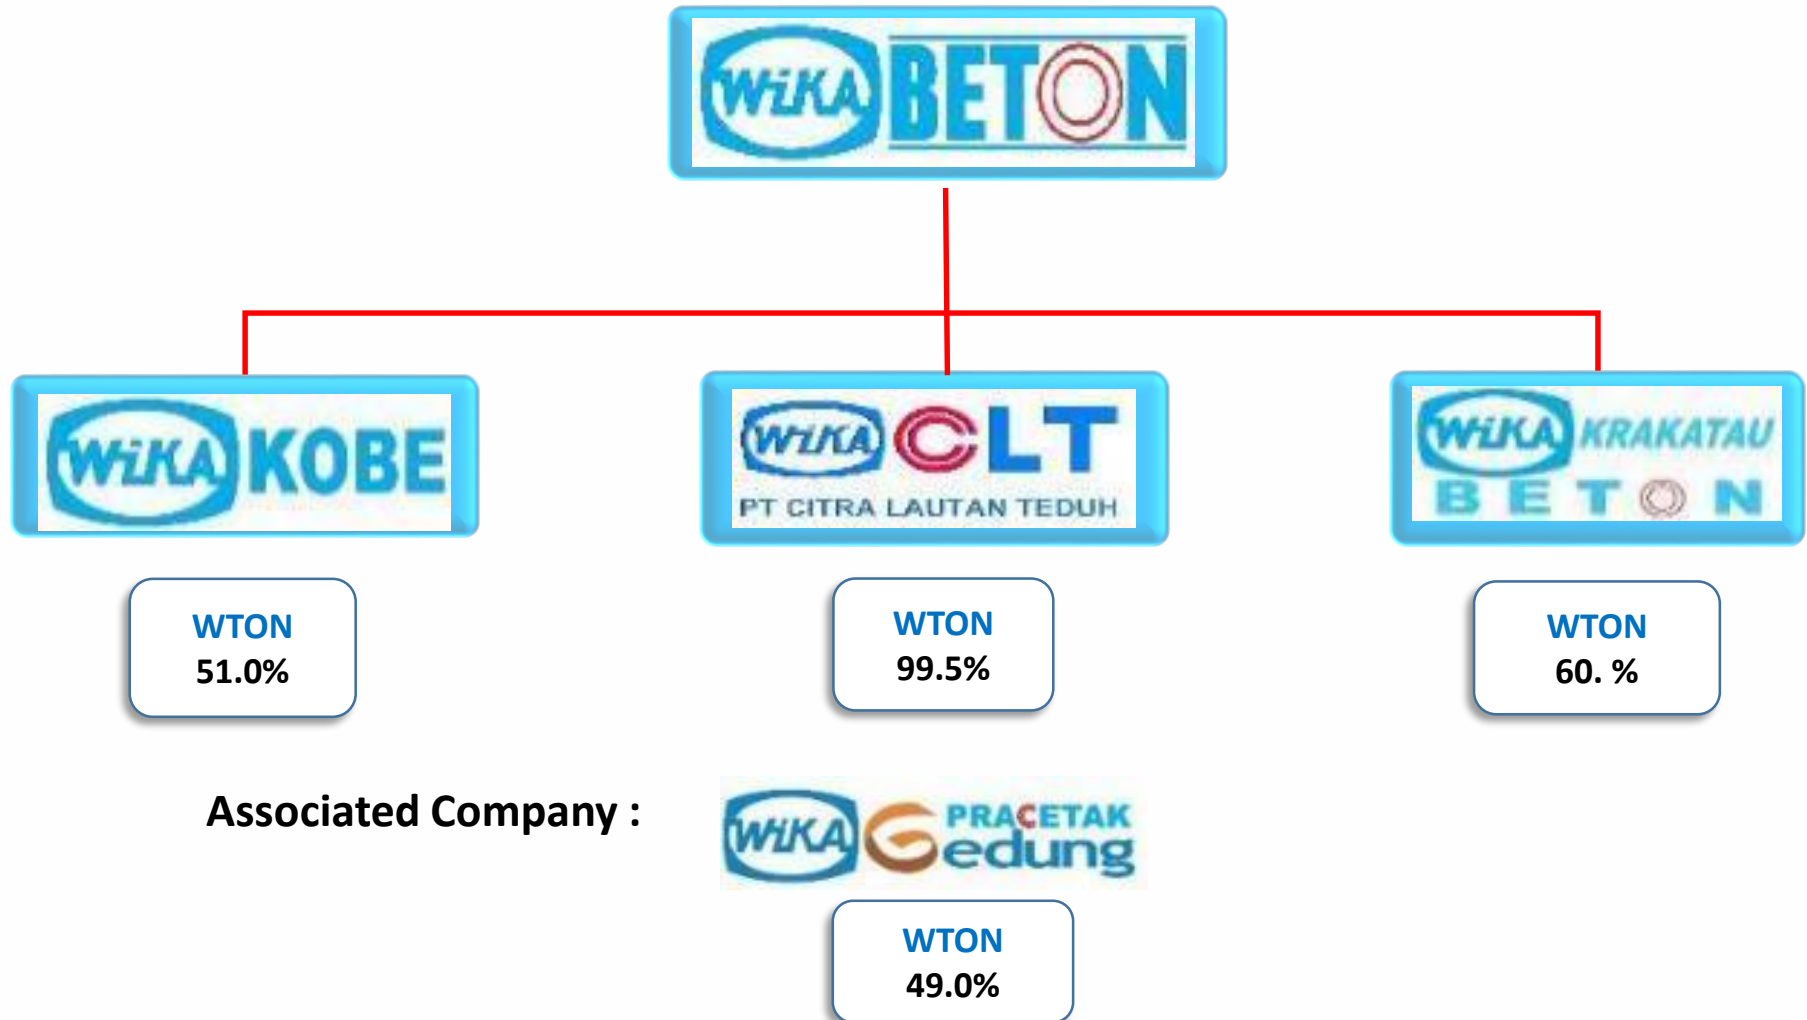 WiKA BETON
WiKA KOBE
WiKA CLT
PT CITRA LAUTAN TEDUH
WiKA KRAKATAU
BETON
WTON
51.0%
WTON
99.5%
WTON
60. %
Associated Company :
WiKA PRACETAK
Gedung
WTON
49.0%